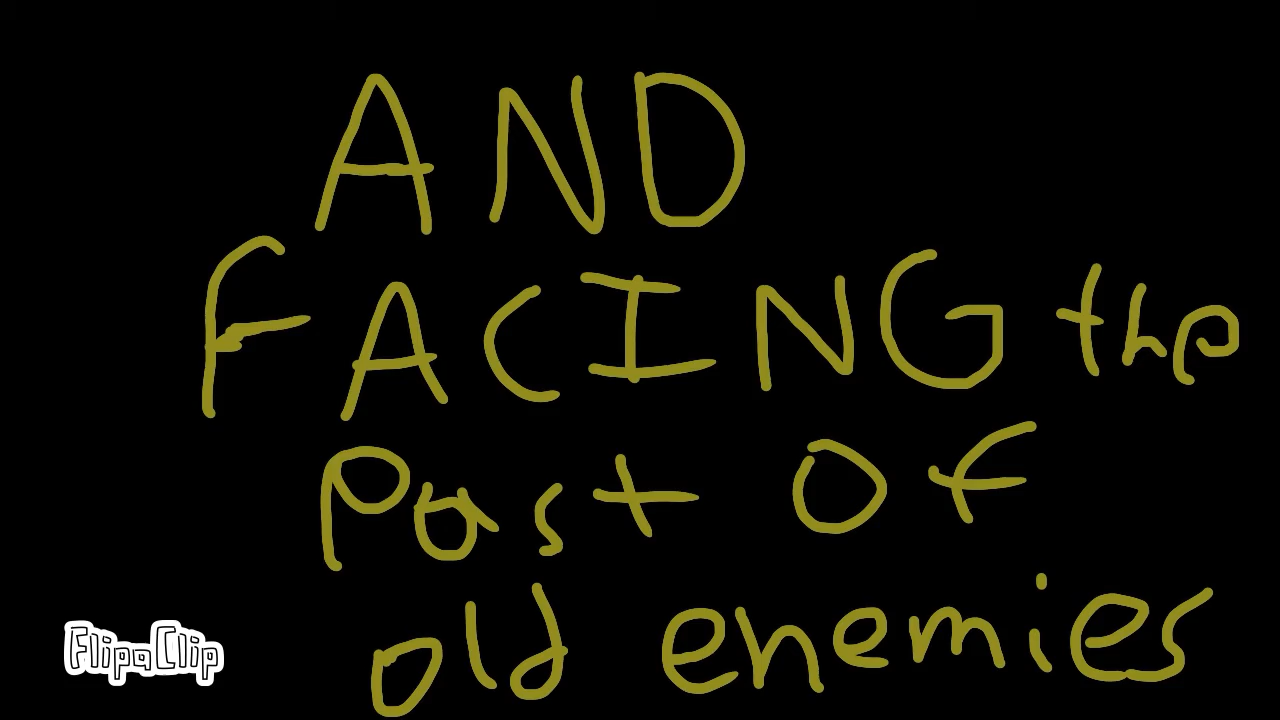 AND
FACING the
past of
old enemies
FlipaClip